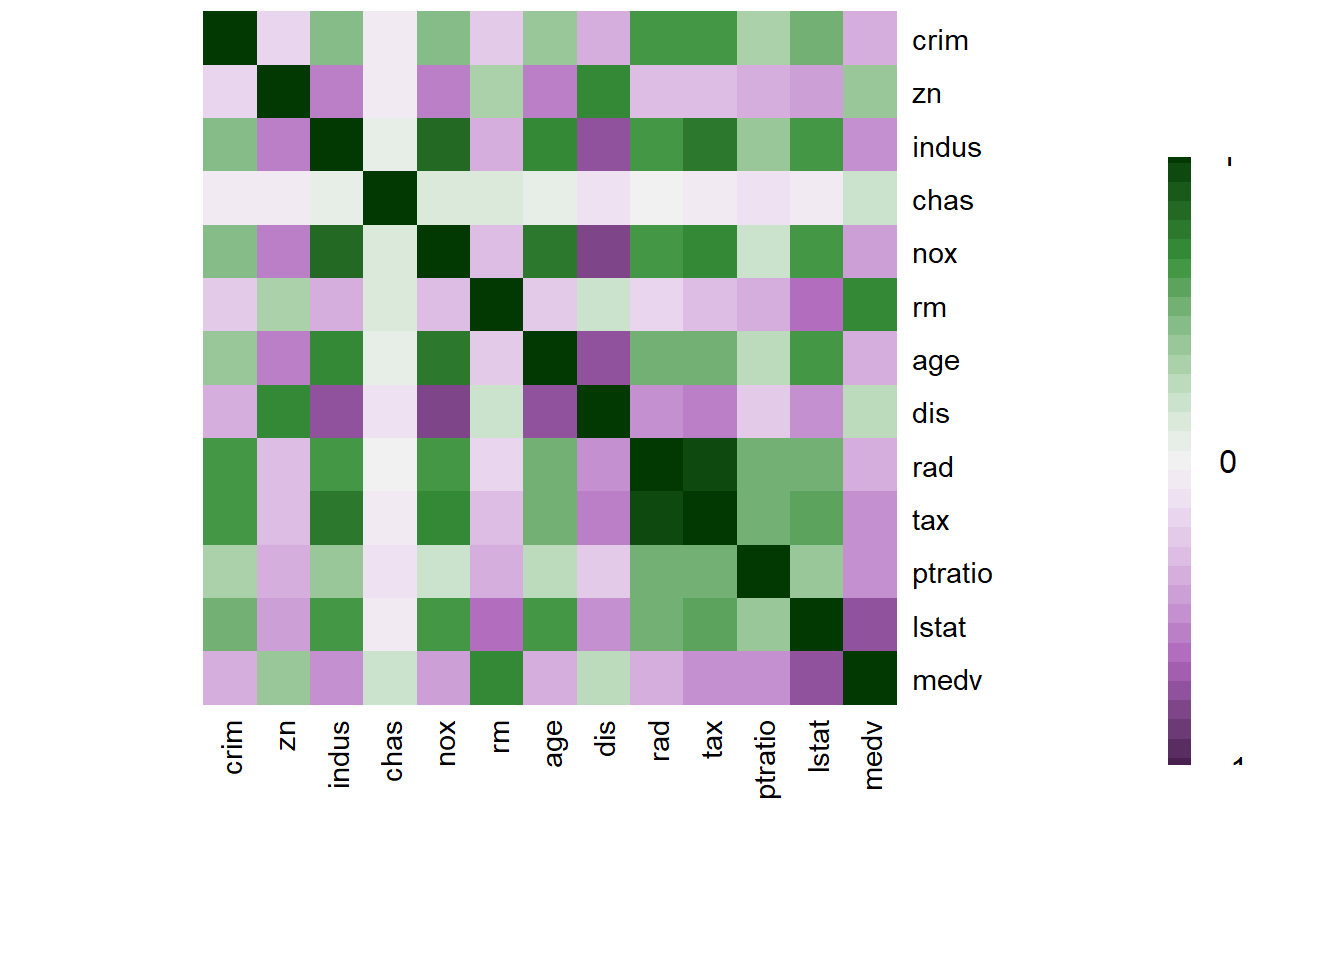 crim
zn
indus
chas
nox
rm
age
dis
rad
tax
ptratio
lstat
medv
crim
zn
indus
chas
nox
rm
age
dis
rad
tax
ptratio
lstat
medv
0